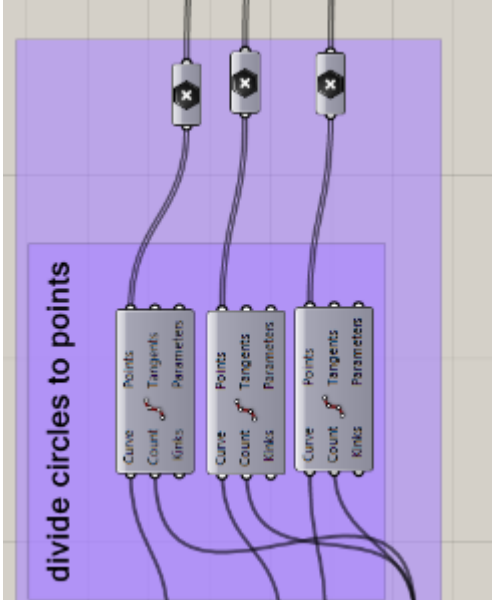 divide circles to points
Points
Tangents
Parameters
Curve
Count
Kinks
Points
Tangents
Parameters
Curve
Count
Kinks
Points
Tangents
Parameters
Curve
Count
Kinks